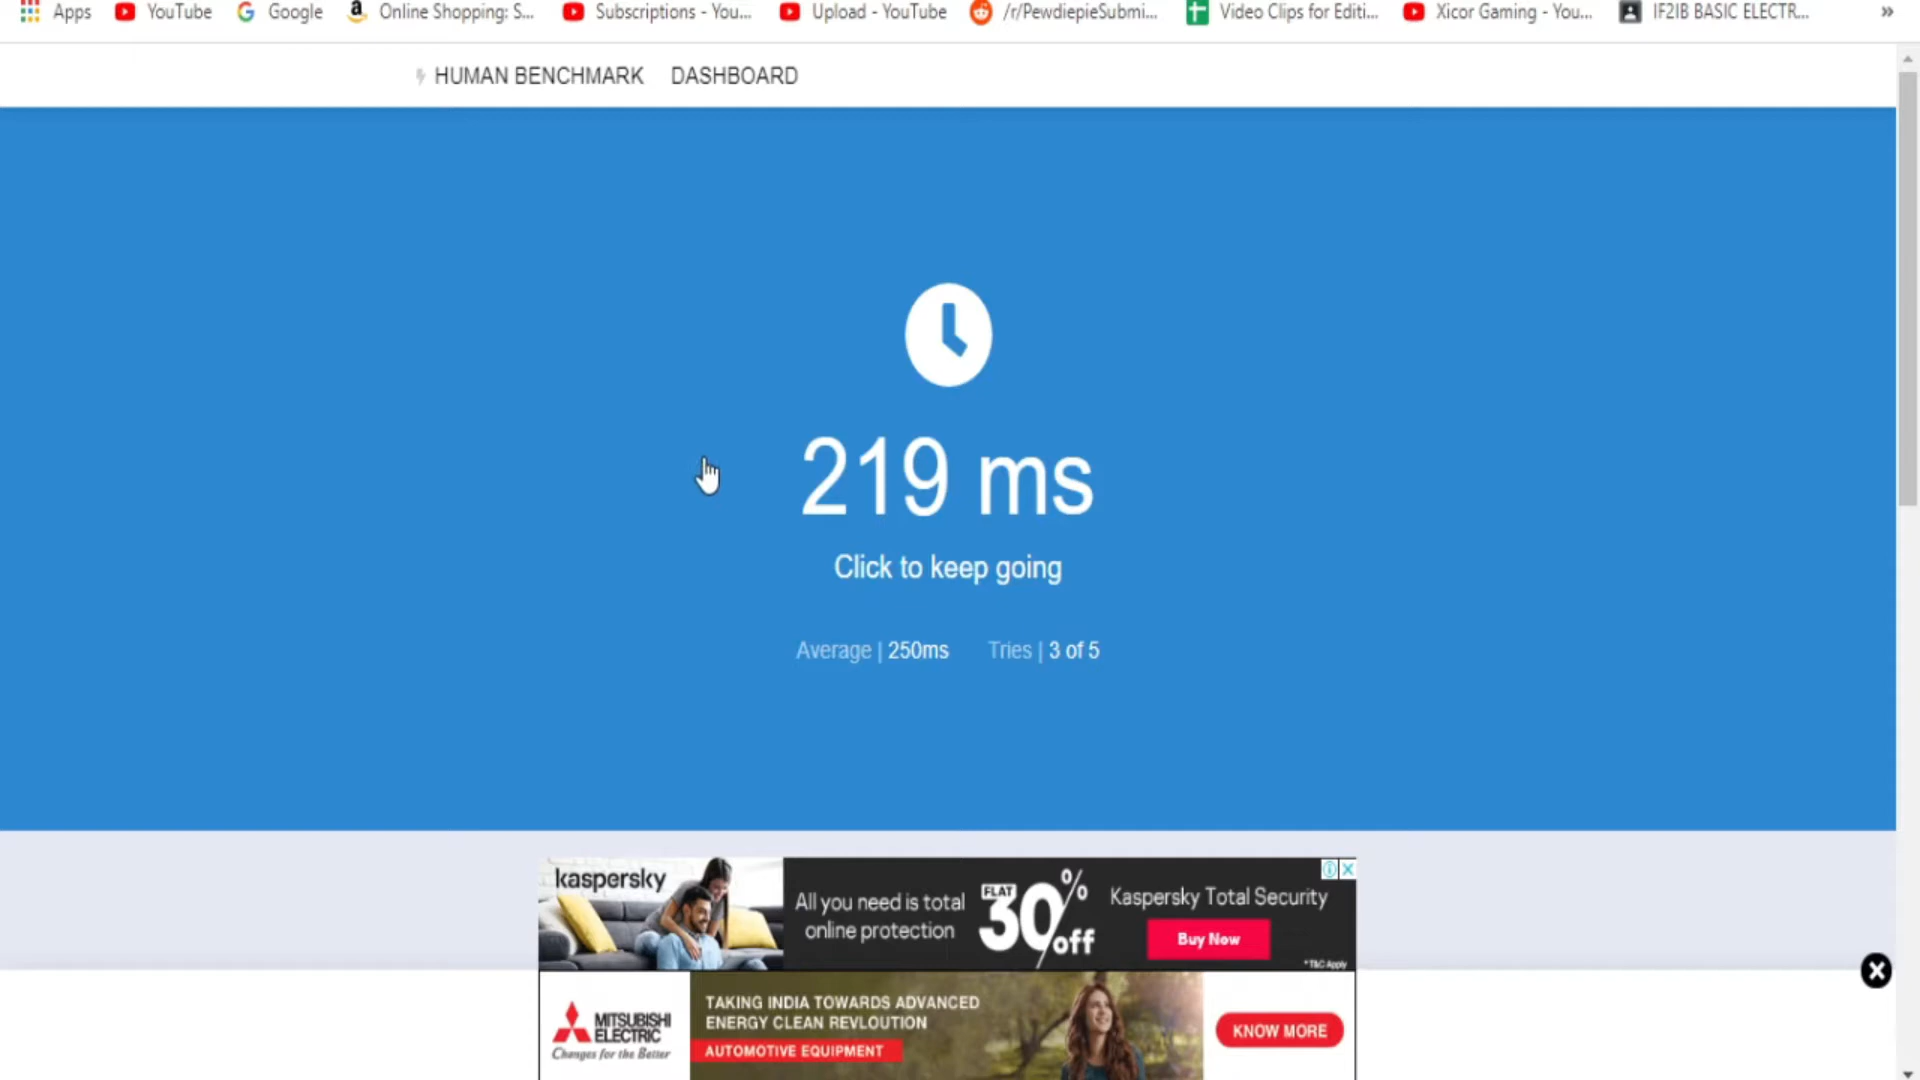 Apps YouTube Google Online Shopping: S... Subscriptions - You... Upload - YouTube /r/PewdiepieSubmi... Video Clips for Editi... Xicor Gaming - You... IF2IB BASIC ELECTR... »
HUMAN BENCHMARK DASHBOARD
219 ms
Click to keep going
Average | 250ms Tries | 3 of 5
kaspersky
All you need is total
online protection
FLAT
30% off
Kaspersky Total Security
Buy Now
*T&C Apply
MITSUBISHI
ELECTRIC
Changes for the Better
TAKING INDIA TOWARDS ADVANCED
ENERGY CLEAN REVLOUTION
AUTOMOTIVE EQUIPMENT
KNOW MORE